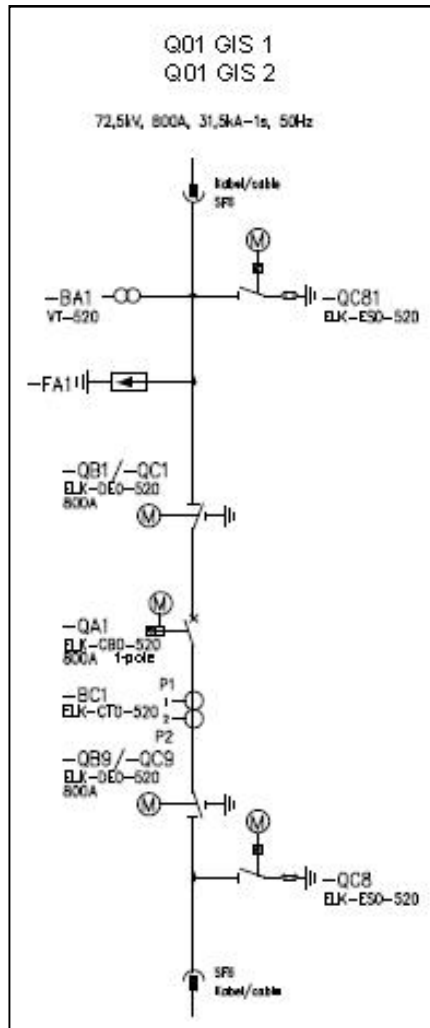 Q01 GIS 1
Q01 GIS 2
72,5kV, 800A, 31,5kA-1s, 50Hz
Kabel/cable
SF6
M
-BA1
VT-520
-QC81
ELK-ES0-520
-FA1
-QB1/-QC1
ELK-DE0-520
800A
M
M
-QA1
ELK-CB0-520
800A 1-pole
-BC1
ELK-CT0-520
P1
1
2
P2
-QB9/-QC9
ELK-DE0-520
800A
M
M
-QC8
ELK-ES0-520
SF6
Kabel/cable